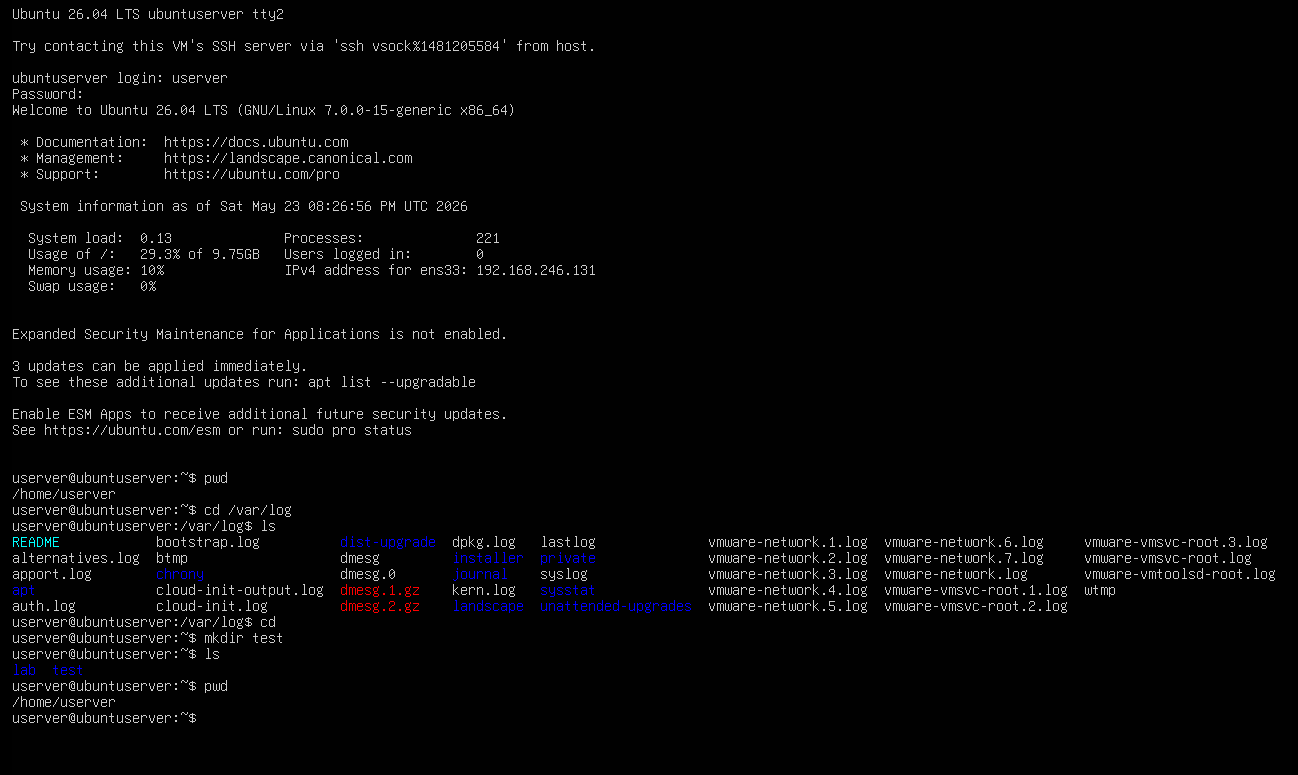 Ubuntu 26.04 LTS ubuntuserver tty2
Try contacting this VM's SSH server via 'ssh vsock%1481205584' from host.
ubuntuserver login: userver
Password:
Welcome to Ubuntu 26.04 LTS (GNU/Linux 7.0.0-15-generic x86_64)
* Documentation:  https://docs.ubuntu.com
* Management:     https://landscape.canonical.com
* Support:        https://ubuntu.com/pro
System information as of Sat May 23 08:26:56 PM UTC 2026
System load:  0.13              Processes:              221
Usage of /:   29.3% of 9.75GB   Users logged in:        0
Memory usage: 10%               IPv4 address for ens33: 192.168.246.131
Swap usage:   0%
Expanded Security Maintenance for Applications is not enabled.
3 updates can be applied immediately.
To see these additional updates run: apt list --upgradable
Enable ESM Apps to receive additional future security updates.
See https://ubuntu.com/esm or run: sudo pro status
userver@ubuntuserver:~$ pwd
/home/userver
userver@ubuntuserver:~$ cd /var/log
userver@ubuntuserver:/var/log$ ls
README            bootstrap.log          dist-upgrade  dpkg.log   lastlog              vmware-network.1.log  vmware-network.6.log     vmware-vmsvc-root.3.log
alternatives.log  btmp                   dmesg         installer  private              vmware-network.2.log  vmware-network.7.log     vmware-vmsvc-root.log
apport.log        chrony                 dmesg.0       journal    syslog               vmware-network.3.log  vmware-network.log       vmware-vmtoolsd-root.log
apt               cloud-init-output.log  dmesg.1.gz    kern.log   sysstat              vmware-network.4.log  vmware-vmsvc-root.1.log  wtmp
auth.log          cloud-init.log         dmesg.2.gz    landscape  unattended-upgrades  vmware-network.5.log  vmware-vmsvc-root.2.log
userver@ubuntuserver:/var/log$ cd
userver@ubuntuserver:~$ mkdir test
userver@ubuntuserver:~$ ls
lab  test
userver@ubuntuserver:~$ pwd
/home/userver
userver@ubuntuserver:~$